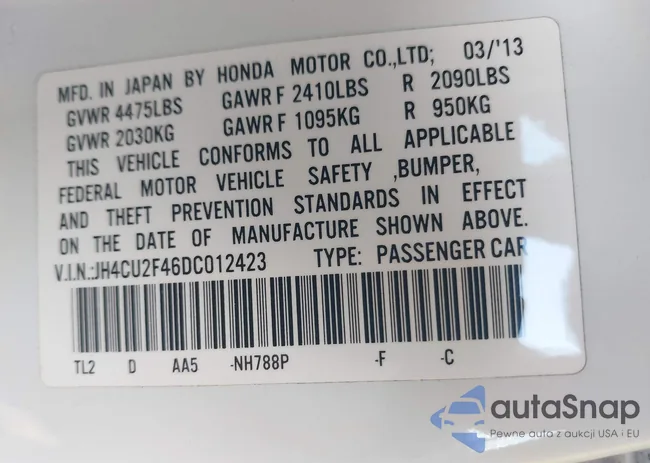 MFD. IN JAPAN BY HONDA MOTOR CO.,LTD; 03/'13
GVWR 4475LBS GAWR F 2410LBS R 2090LBS
GVWR 2030KG GAWR F 1095KG R 950KG
THIS VEHICLE CONFORMS TO ALL APPLICABLE
FEDERAL MOTOR VEHICLE SAFETY ,BUMPER,
AND THEFT PREVENTION STANDARDS IN EFFECT
ON THE DATE OF MANUFACTURE SHOWN ABOVE.
V.I.N.:JH4CU2F46DC012423 TYPE: PASSENGER CAR
TL2 D AA5 -NH788P -F -C
autaSnap
Pewne auta z aukcji USA i EU